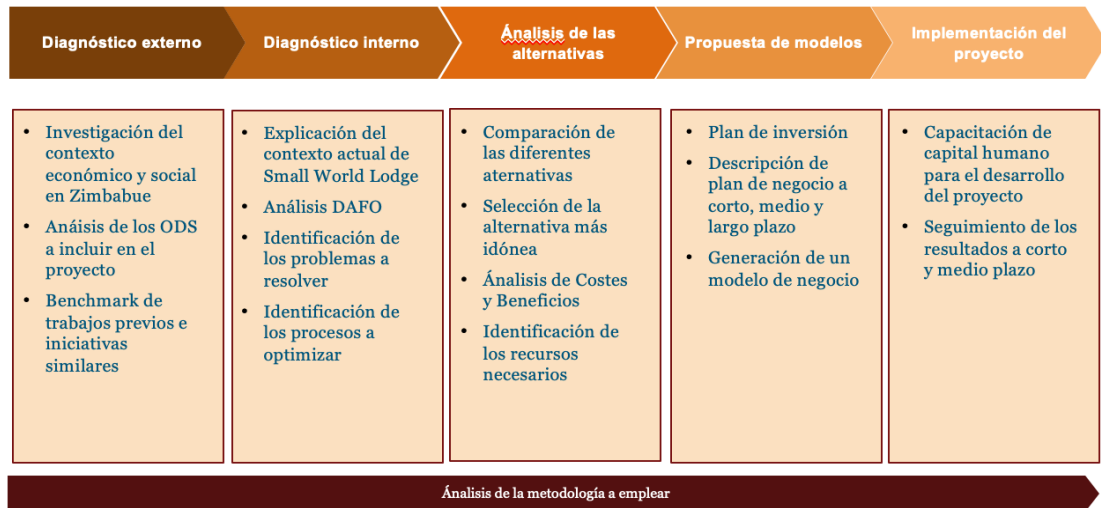 Diagnóstico externo
Diagnóstico interno
Ánalisis de las
alternativas
Propuesta de modelos
Implementación del
proyecto
• Investigación del
contexto
económico y social
en Zimbabue
• Anáisis de los ODS
a incluir en el
proyecto
• Benchmark de
trabajos previos e
iniciativas
similares
• Explicación del
contexto actual de
Small World Lodge
• Análisis DAFO
• Identificación de
los problemas a
resolver
• Identificación de
los procesos a
optimizar
• Comparación de
las diferentes
aternativas
• Selección de la
alternativa más
idónea
• Ánalisis de Costes
y Beneficios
• Identificación de
los recursos
necesarios
• Plan de inversión
• Descripción de
plan de negocio a
corto, medio y
largo plazo
• Generación de un
modelo de negocio
• Capacitación de
capital humano
para el desarrollo
del proyecto
• Seguimiento de los
resultados a corto
y medio plazo
Ánalisis de la metodología a emplear